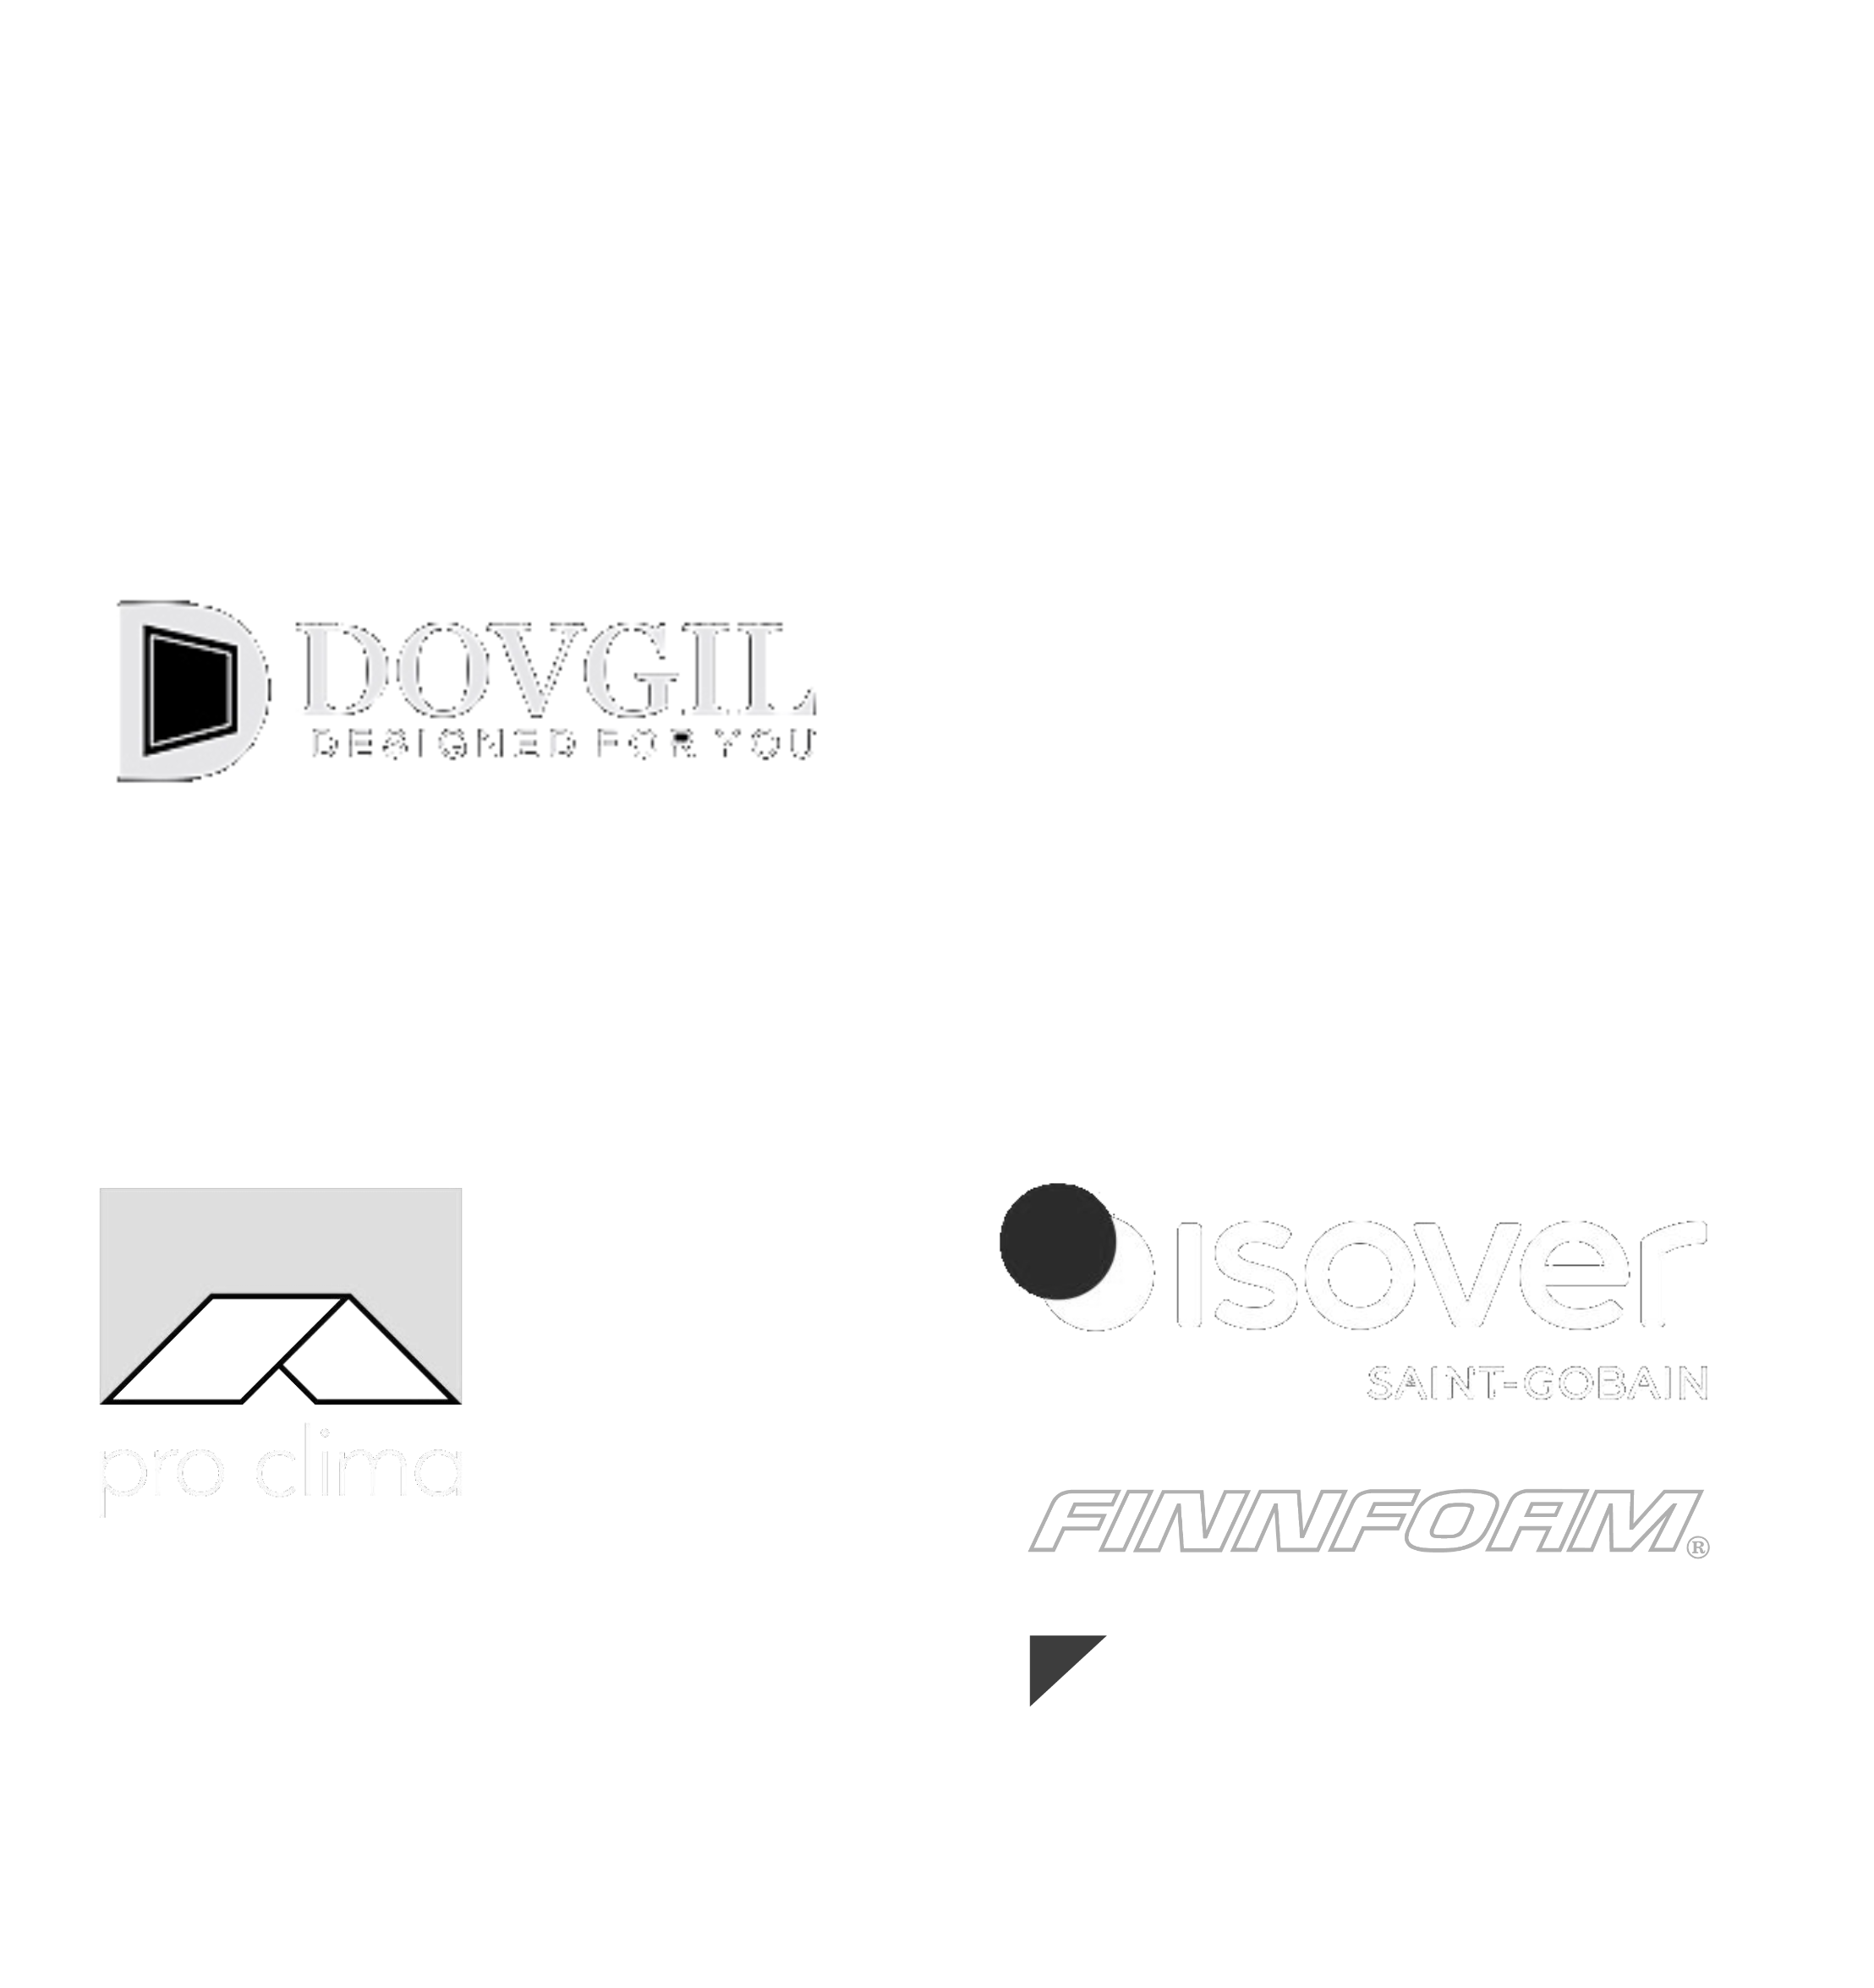 DOVGIL
DESIGNED FOR YOU
isover
SAINT-GOBAIN
pro clima
FINNFOAM®